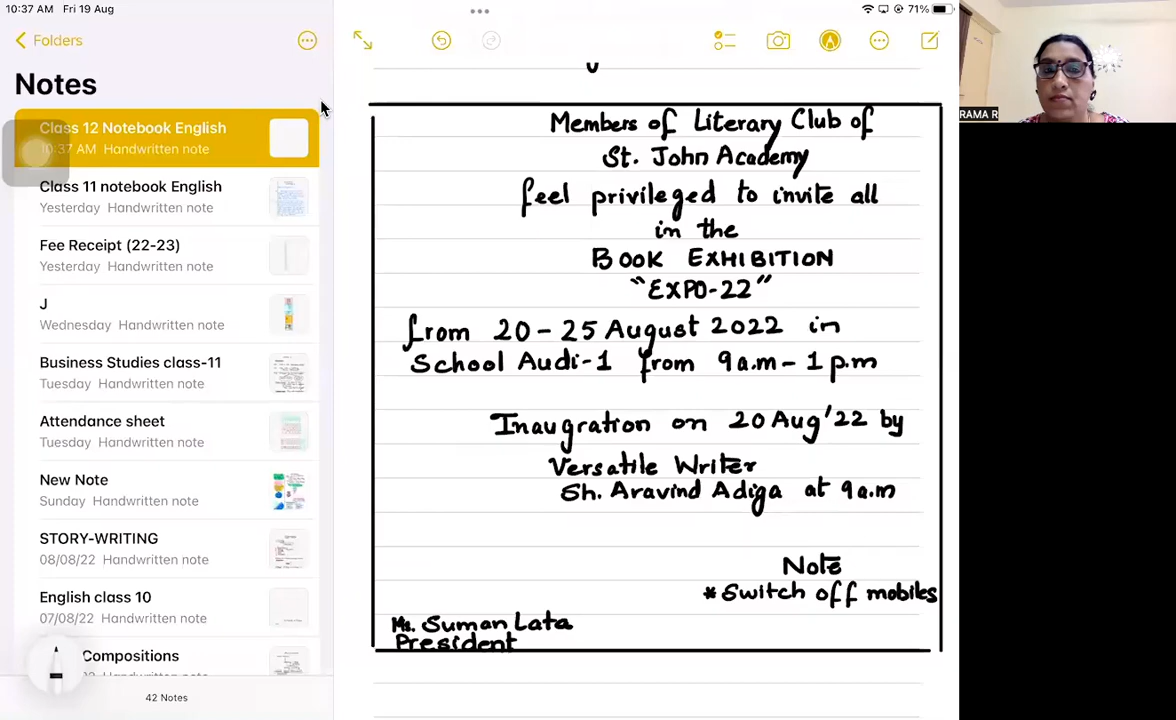 10:37 AM Fri 19 Aug
71%
Folders
Notes
Class 12 Notebook English
10:37 AM Handwritten note
Class 11 notebook English
Yesterday Handwritten note
Fee Receipt (22-23)
Yesterday Handwritten note
J
Wednesday Handwritten note
Business Studies class-11
Tuesday Handwritten note
Attendance sheet
Tuesday Handwritten note
New Note
Sunday Handwritten note
STORY-WRITING
08/08/22 Handwritten note
English class 10
07/08/22 Handwritten note
Compositions
42 Notes
Members of Literary Club of
St. John Academy
feel privileged to invite all
in the
BOOK EXHIBITION
"EXPO-22"
from 20-25 August 2022 in
School Audi-1 from 9a.m-1p.m
Inaugration on 20 Aug'22 by
Versatile Writer
Sh. Aravind Adiga at 9a.m
Note
*Switch off mobiles
Ms. Suman Lata
President
RAMA R